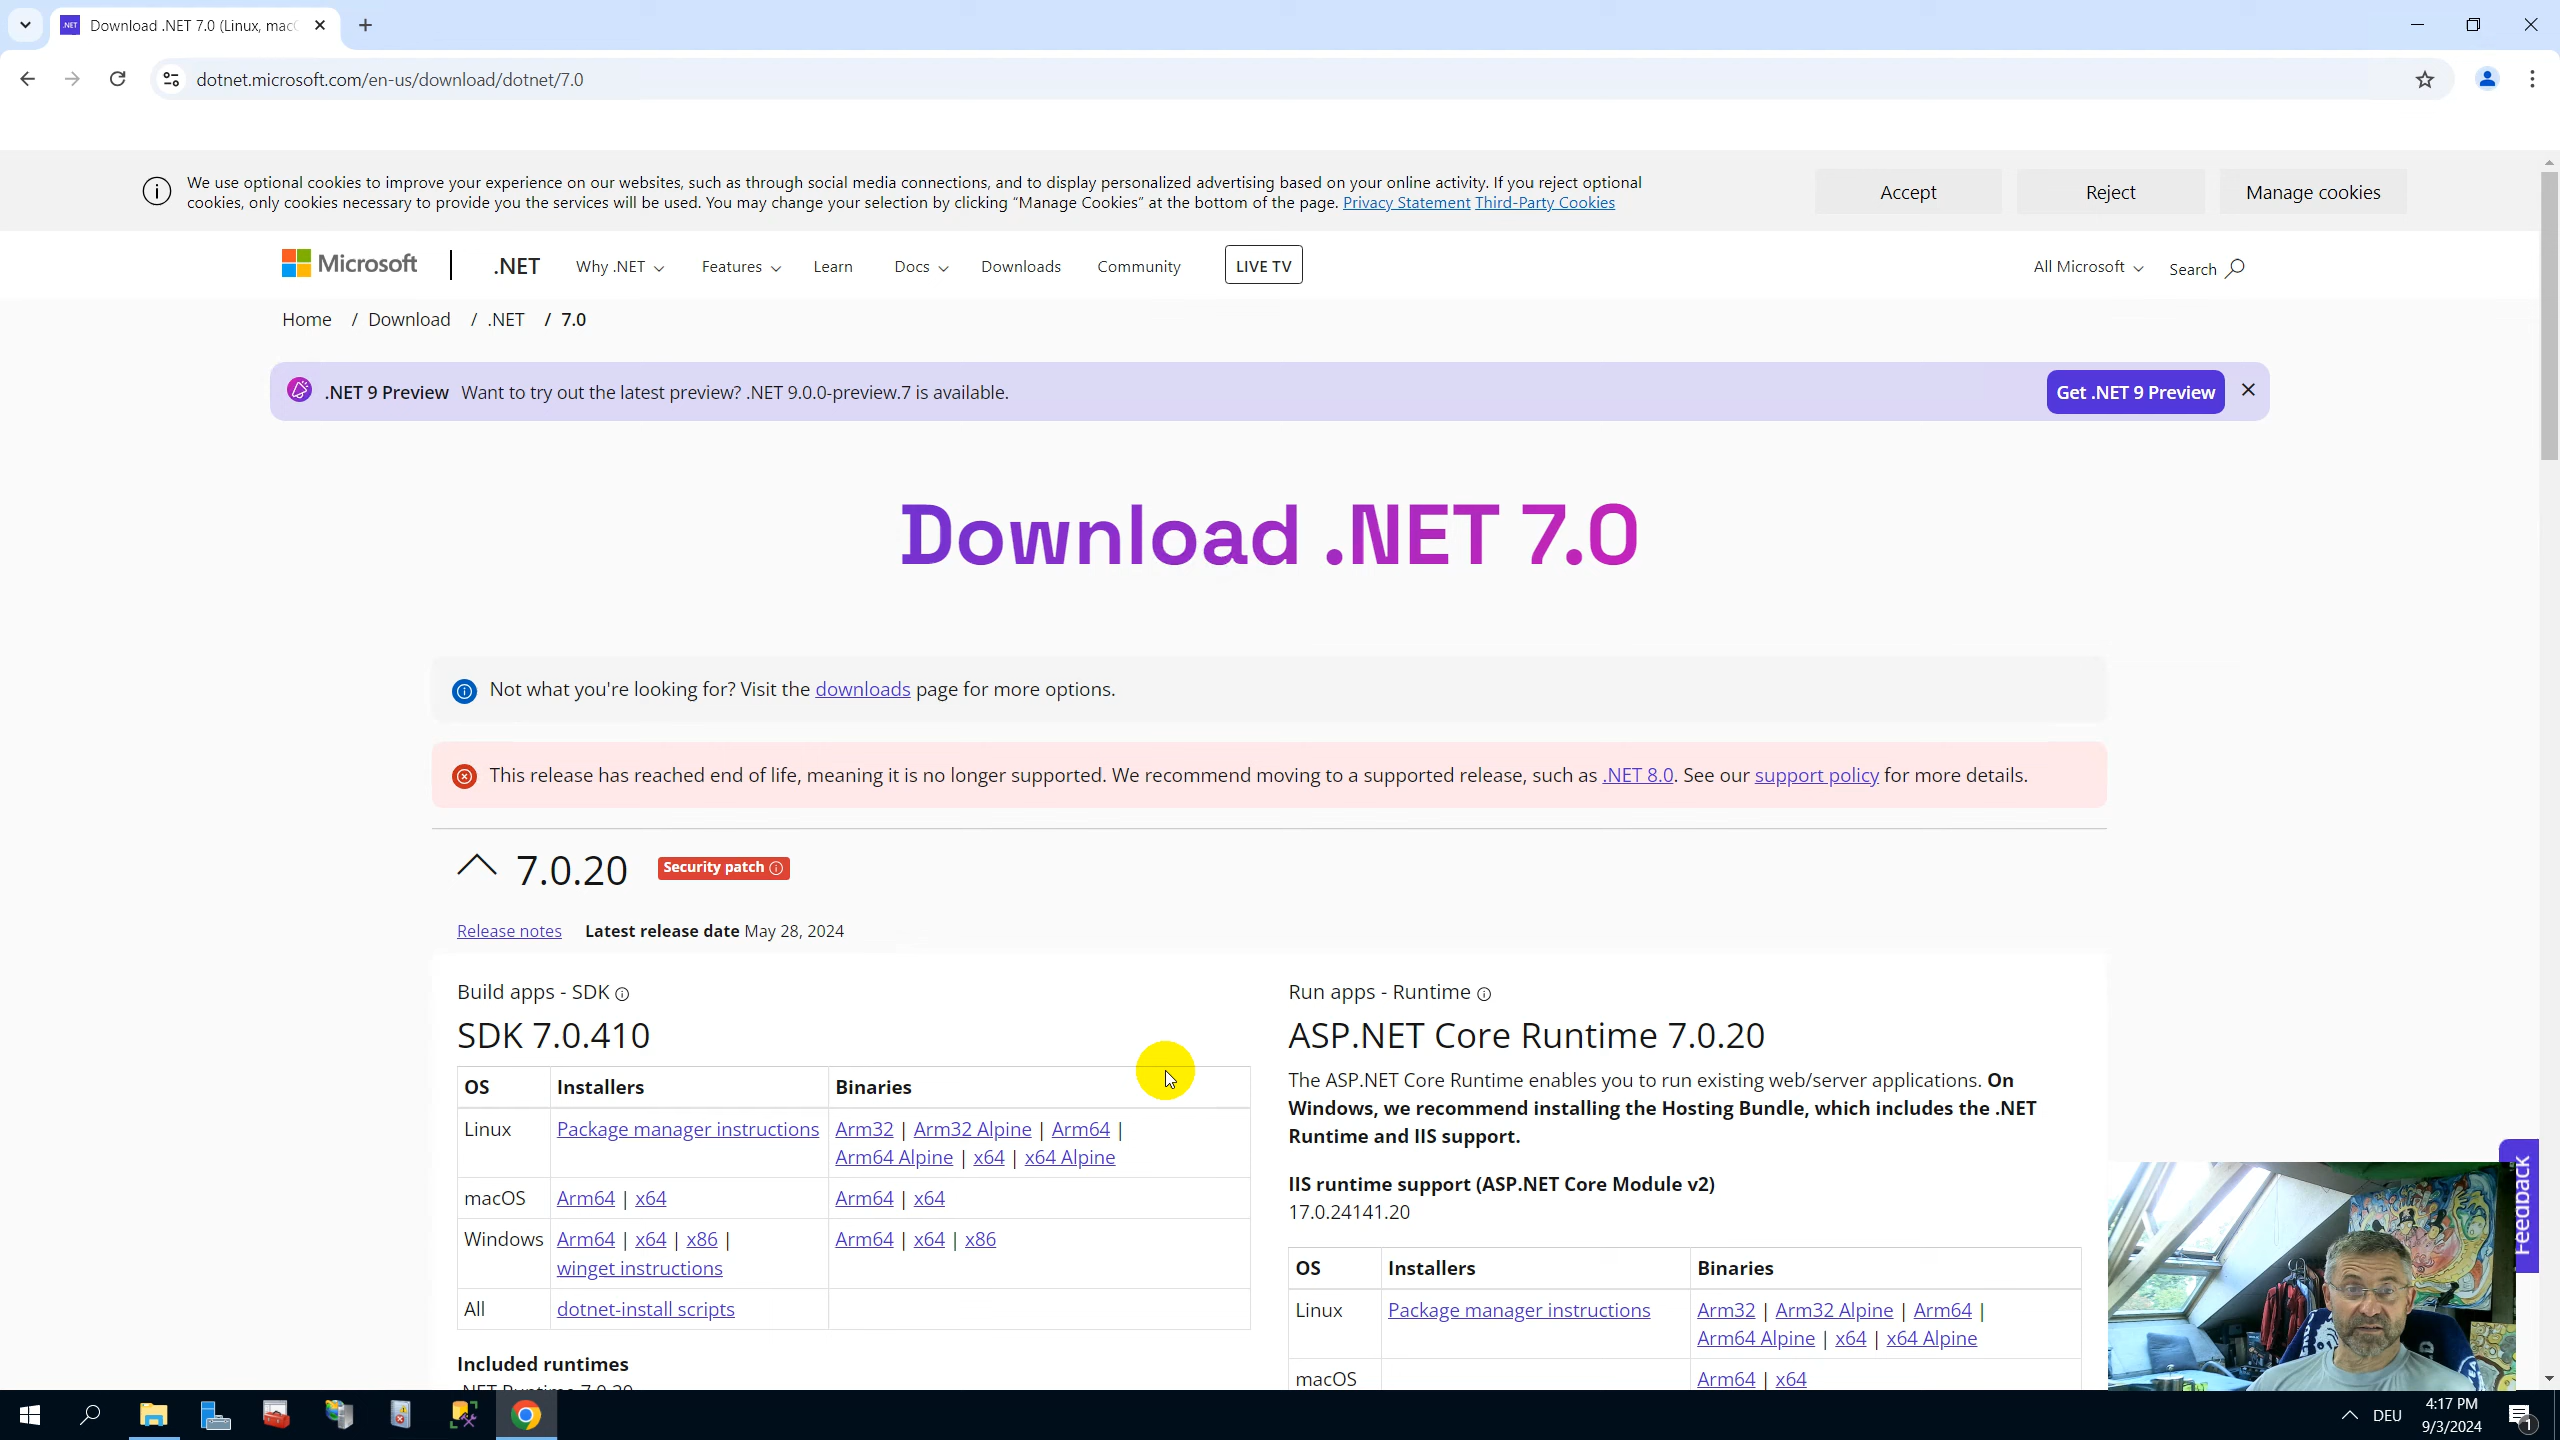 Download .NET 7.0 (Linux, mac
dotnet.microsoft.com/en-us/download/dotnet/7.0
We use optional cookies to improve your experience on our websites, such as through social media connections, and to display personalized advertising based on your online activity. If you reject optional
cookies, only cookies necessary to provide you the services will be used. You may change your selection by clicking “Manage Cookies” at the bottom of the page. Privacy Statement Third-Party Cookies
Accept
Reject
Manage cookies
Microsoft
.NET
Why .NET
Features
Learn
Docs
Downloads
Community
LIVE TV
All Microsoft
Search
Home / Download / .NET / 7.0
.NET 9 Preview Want to try out the latest preview? .NET 9.0.0-preview.7 is available.
Get .NET 9 Preview
Download .NET 7.0
Not what you're looking for? Visit the downloads page for more options.
This release has reached end of life, meaning it is no longer supported. We recommend moving to a supported release, such as .NET 8.0. See our support policy for more details.
7.0.20
Security patch
Release notes Latest release date May 28, 2024
Build apps - SDK
SDK 7.0.410
OS Installers Binaries
Linux Package manager instructions Arm32 | Arm32 Alpine | Arm64 |
Arm64 Alpine | x64 | x64 Alpine
macOS Arm64 | x64 Arm64 | x64
Windows Arm64 | x64 | x86 | Arm64 | x64 | x86
winget instructions
All dotnet-install scripts
Included runtimes
.NET Runtime 7.0.20
Run apps - Runtime
ASP.NET Core Runtime 7.0.20
The ASP.NET Core Runtime enables you to run existing web/server applications. On
Windows, we recommend installing the Hosting Bundle, which includes the .NET
Runtime and IIS support.
IIS runtime support (ASP.NET Core Module v2)
17.0.24141.20
OS Installers Binaries
Linux Package manager instructions Arm32 | Arm32 Alpine | Arm64 |
Arm64 Alpine | x64 | x64 Alpine
macOS Arm64 | x64
Feedback
DEU
4:17 PM
9/3/2024
1